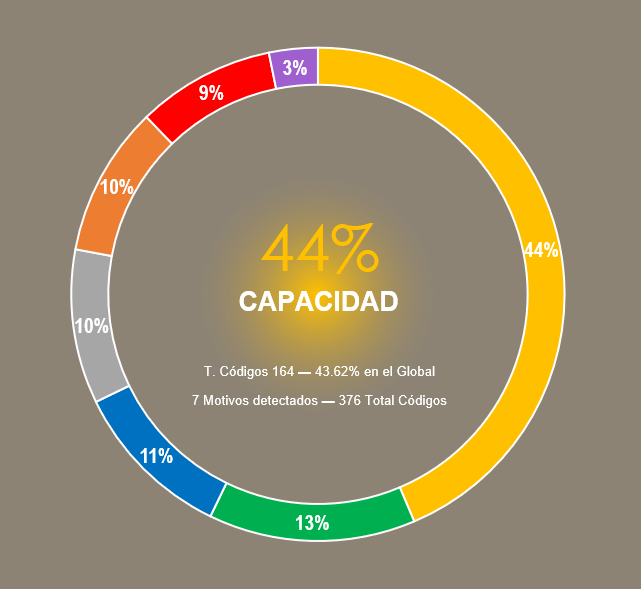 3%
9%
10%
44%
44%
CAPACIDAD
10%
T. Códigos 164 — 43.62% en el Global
7 Motivos detectados — 376 Total Códigos
11%
13%